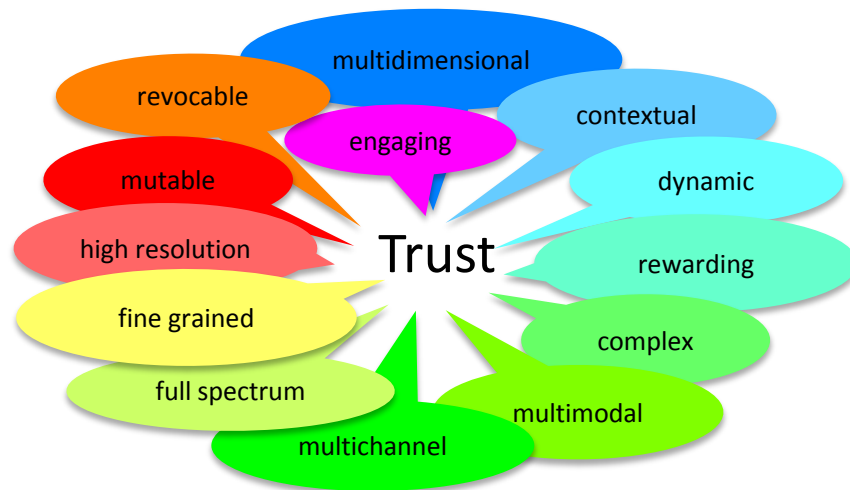 multidimensional
revocable
contextual
engaging
mutable
dynamic
high resolution
Trust
rewarding
fine grained
complex
full spectrum
multimodal
multichannel